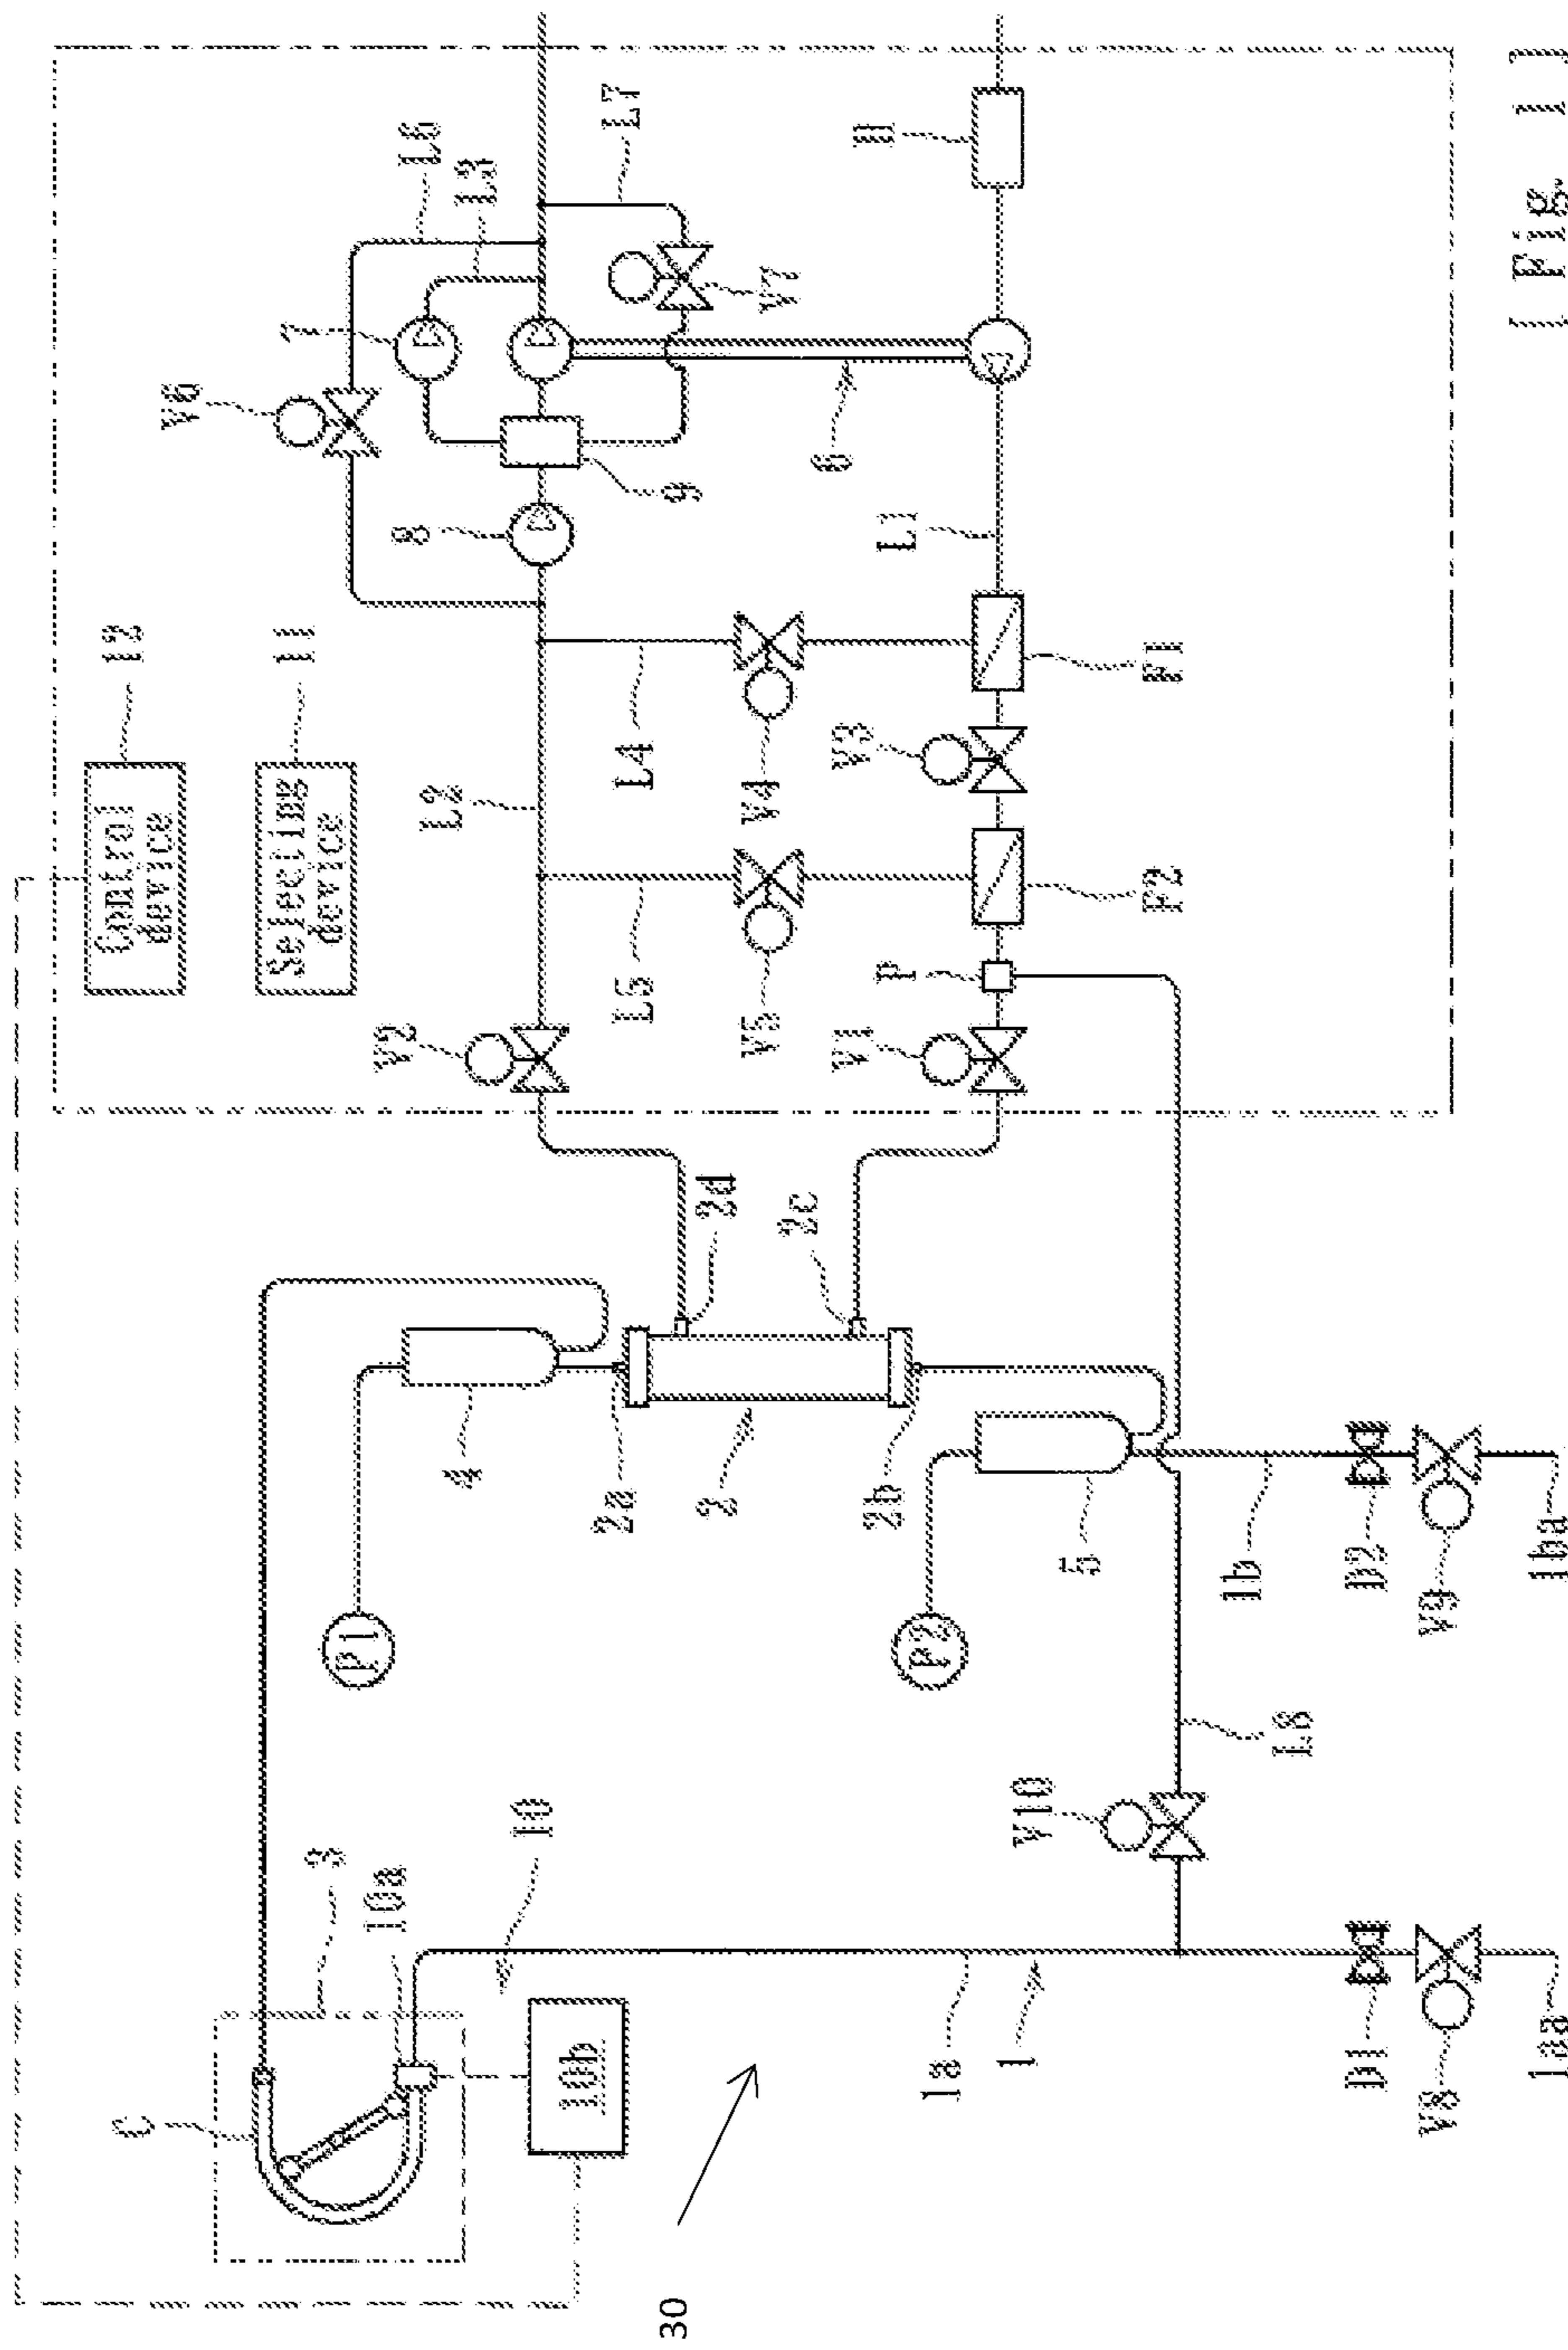 [Fig. 1]
12
Control
device
11
Selecting
device
V6
7
L6
L3
L7
V7
8
9
6
H
L1
L2
L4
V4
L5
V5
V3
F1
F2
P
V2
V1
2d
2c
4
2a
2
2b
5
P1
P2
1b
D2
V9
1ba
L8
V10
3
10a
10
10b
C
1a
1
D1
V8
1aa
30